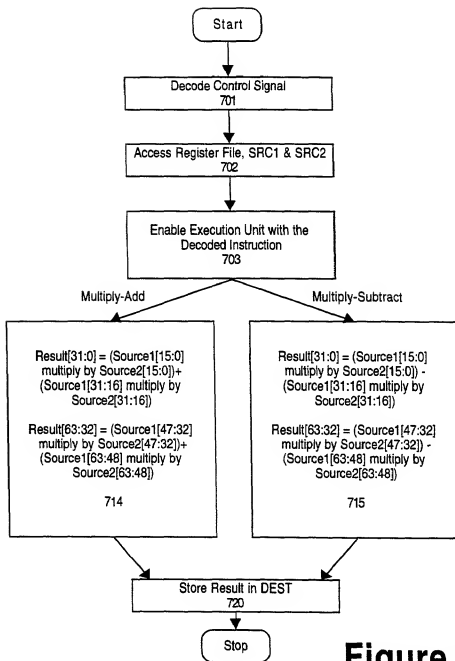 Start
Decode Control Signal
701
Access Register File, SRC1 & SRC2
702
Enable Execution Unit with the
Decoded Instruction
703
Multiply-Add
Multiply-Subtract
Result[31:0] = (Source1[15:0]
multiply by Source2[15:0])+
(Source1[31:16] multiply by
Source2[31:16])
Result[63:32] = (Source1[47:32]
multiply by Source2[47:32])+
(Source1[63:48] multiply by
Source2[63:48])
714
Result[31:0] = (Source1[15:0]
multiply by Source2[15:0]) -
(Source1[31:16] multiply by
Source2[31:16])
Result[63:32] = (Source1[47:32]
multiply by Source2[47:32]) -
(Source1[63:48] multiply by
Source2[63:48])
715
Store Result in DEST
720
Stop
Figure